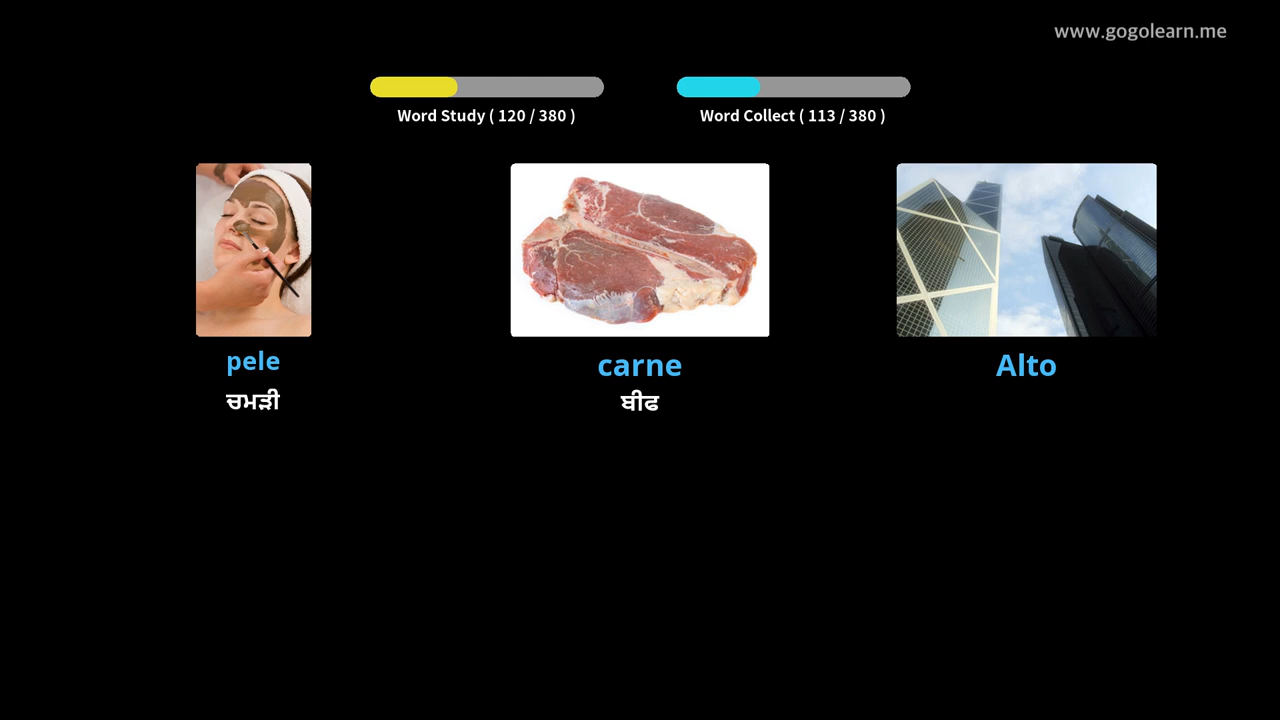 www.gogolearn.me
Word Study ( 120 / 380 )
Word Collect ( 113 / 380 )
pele
ਚਮੜੀ
carne
ਬੀਫ
Alto